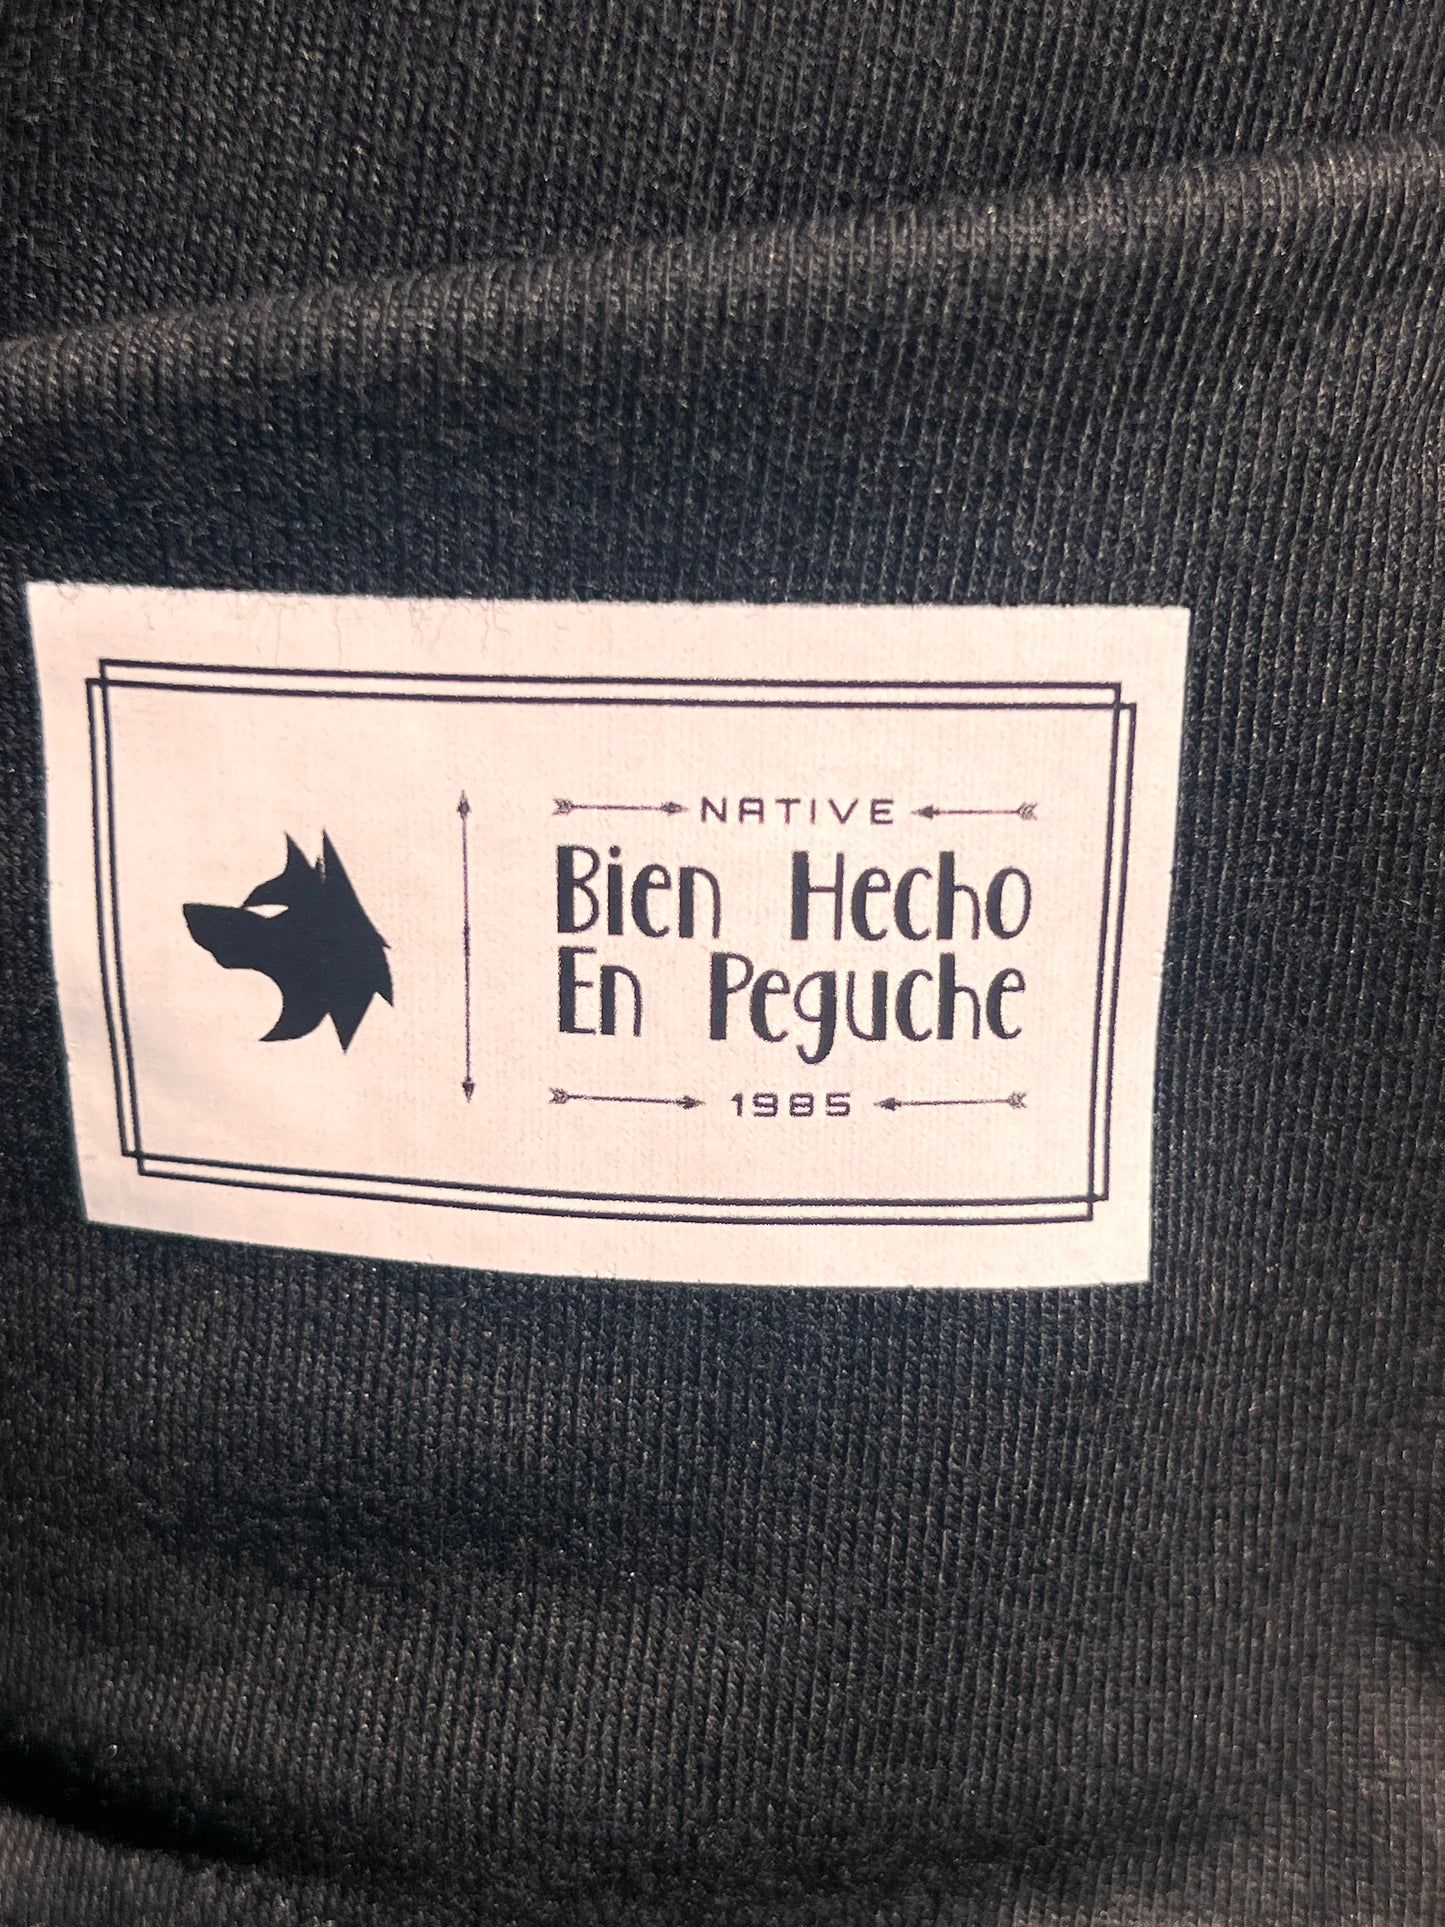 NATIVE
Bien Hecho
En Peguche
1985